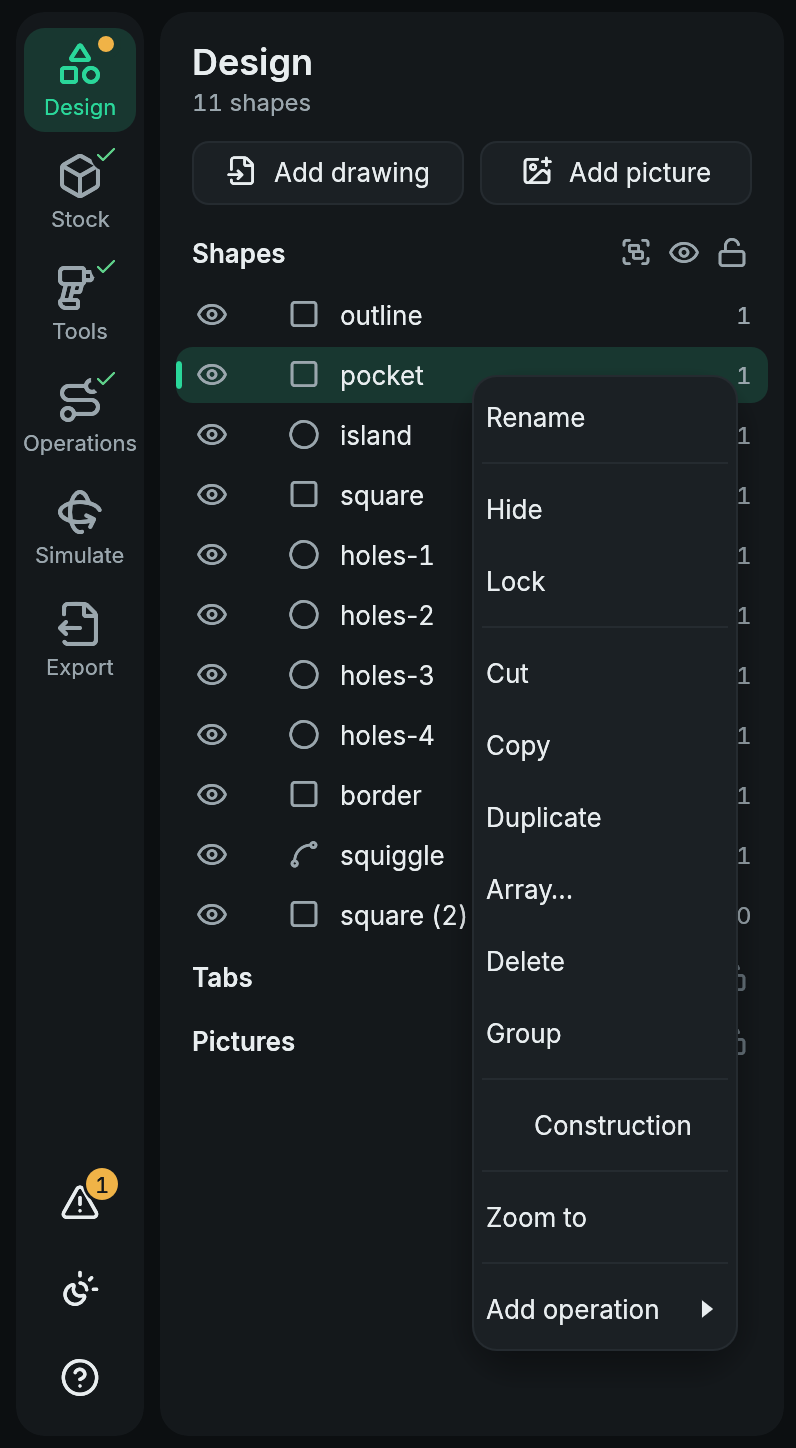 Design
Stock
Tools
Operations
Simulate
Export
1
Design
11 shapes
Add drawing
Add picture
Shapes
outline 1
pocket 1
island 1
square 1
holes-1 1
holes-2 1
holes-3 1
holes-4 1
border 1
squiggle 1
square (2) 0
Tabs
Pictures
Rename
Hide
Lock
Cut
Copy
Duplicate
Array...
Delete
Group
Construction
Zoom to
Add operation